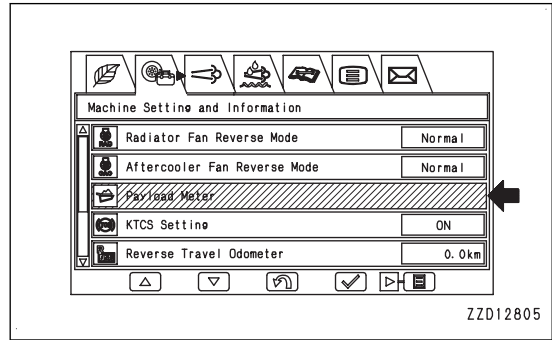 Machine Setting and Information
RAD
Radiator Fan Reverse Mode
Normal
Aftercooler Fan Reverse Mode
Normal
Payload Meter
KTCS Setting
ON
Reverse Travel Odometer
0.0km
ZZD12805